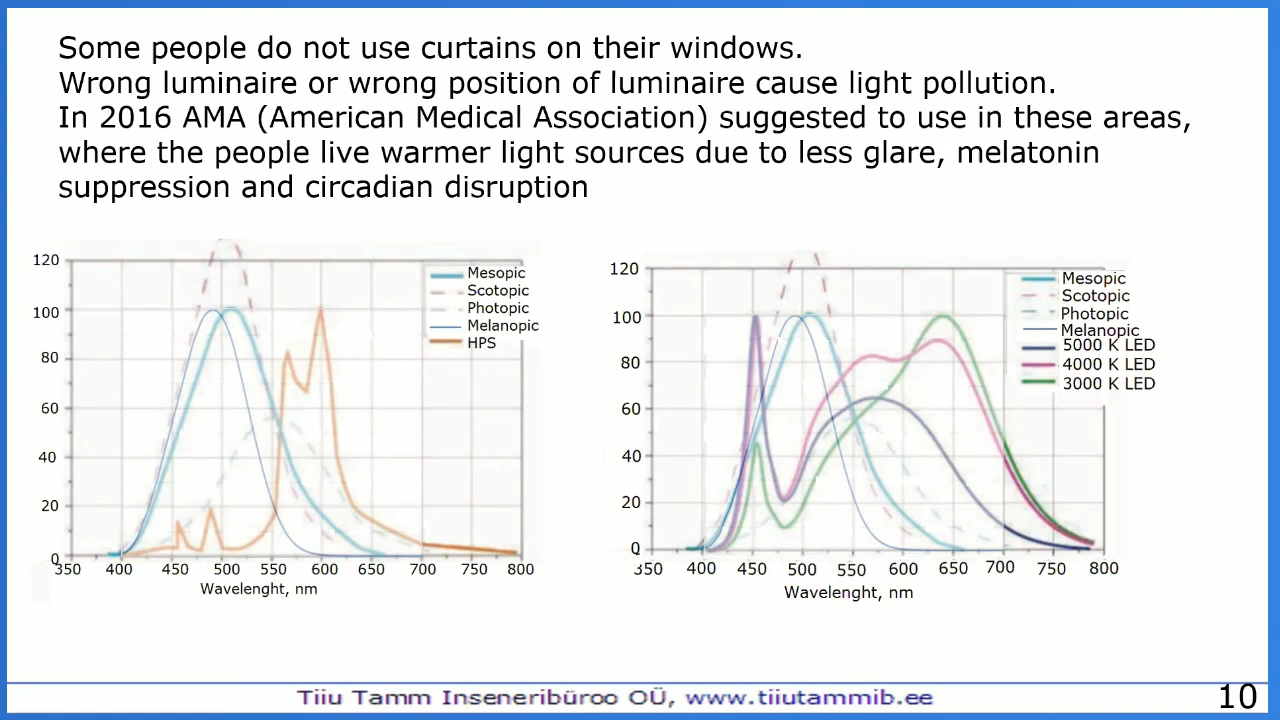 Some people do not use curtains on their windows.
Wrong luminaire or wrong position of luminaire cause light pollution.
In 2016 AMA (American Medical Association) suggested to use in these areas,
where the people live warmer light sources due to less glare, melatonin
suppression and circadian disruption
120
100
80
60
40
20
0
350 400 450 500 550 600 650 700 750 800
Wavelenght, nm
Mesopic
Scotopic
Photopic
Melanopic
HPS
120
100
80
60
40
20
0
350 400 450 500 550 600 650 700 750 800
Wavelenght, nm
Mesopic
Scotopic
Photopic
Melanopic
5000 K LED
4000 K LED
3000 K LED
Tiiu Tamm Inseneribüroo OÜ, www.tiiutammib.ee
10